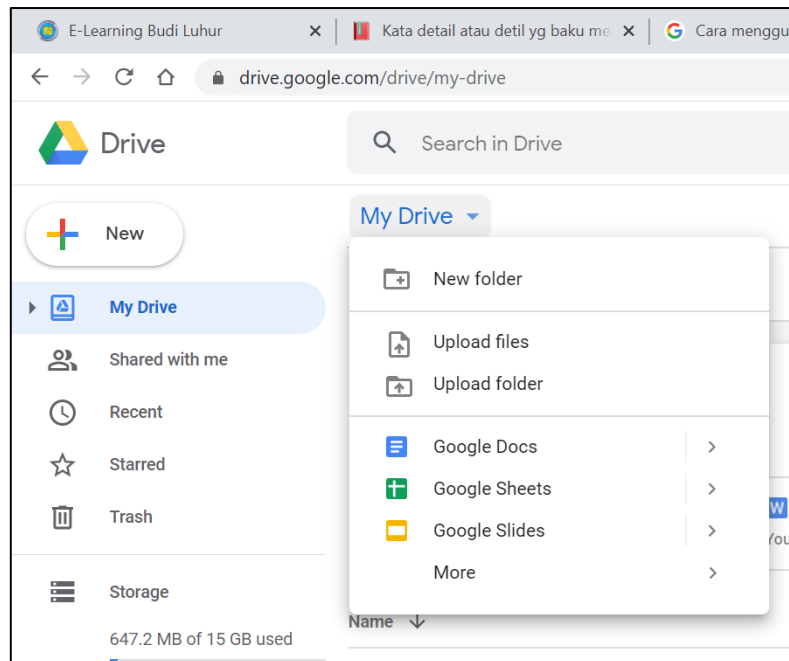 E-Learning Budi Luhur
Kata detail atau detil yg baku me
Cara menggu
drive.google.com/drive/my-drive
Drive
Search in Drive
New
My Drive
My Drive
Shared with me
Recent
Starred
Trash
Storage
647.2 MB of 15 GB used
New folder
Upload files
Upload folder
Google Docs
Google Sheets
Google Slides
More
W
You
Name